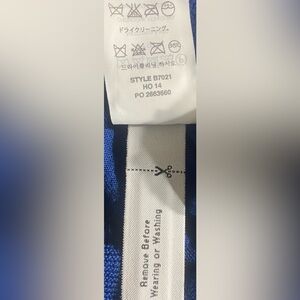 ドライクリーニング。
드라이클리닝 하시오
STYLE B7021
HO 14
PO 2663660
Remove Before
Wearing or Washing